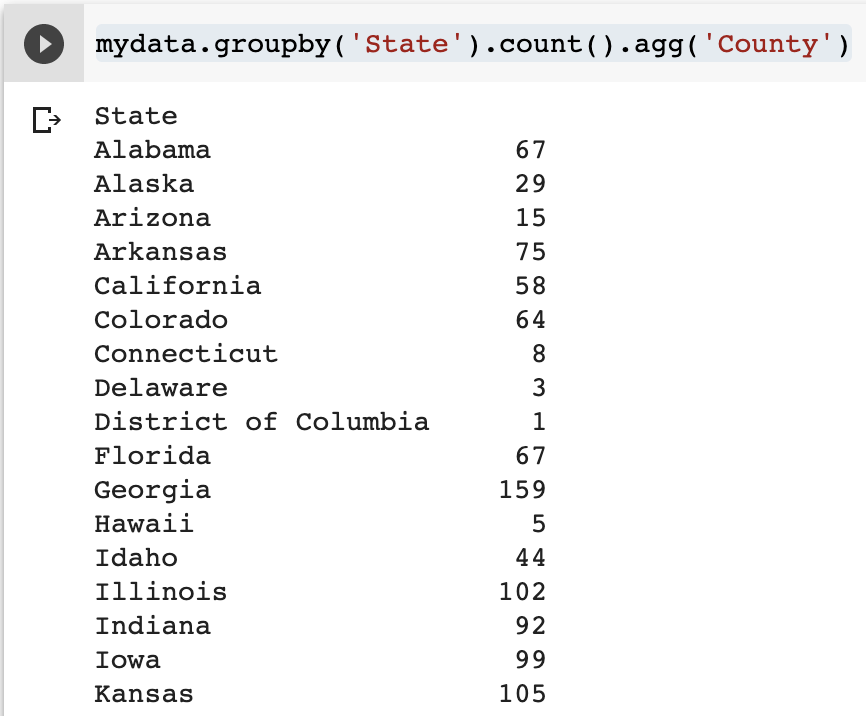 mydata.groupby('State').count().agg('County')
State
Alabama 67
Alaska 29
Arizona 15
Arkansas 75
California 58
Colorado 64
Connecticut 8
Delaware 3
District of Columbia 1
Florida 67
Georgia 159
Hawaii 5
Idaho 44
Illinois 102
Indiana 92
Iowa 99
Kansas 105